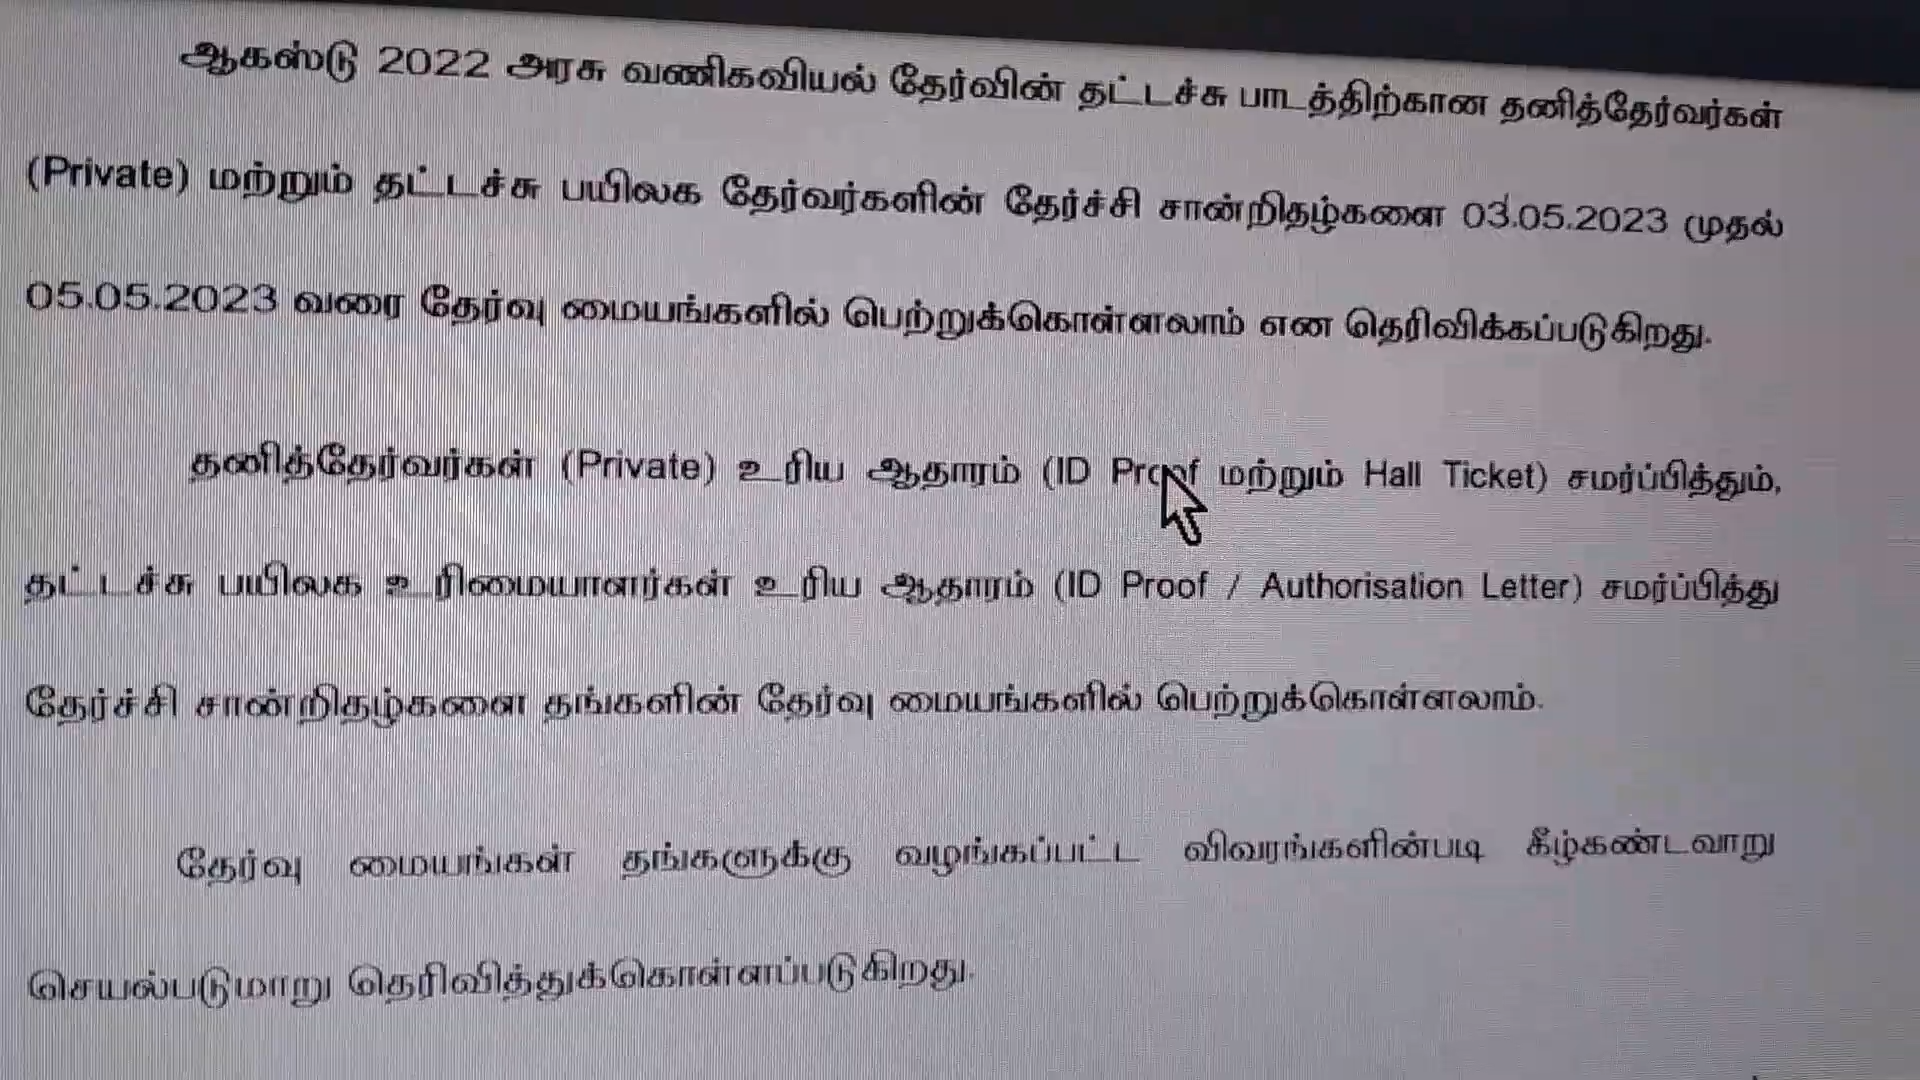 ஆகஸ்டு 2022 அரசு வணிகவியல் தேர்வின் தட்டச்சு பாடத்திற்கான தனித்தேர்வர்கள்
(Private) மற்றும் தட்டச்சு பயிலக தேர்வர்களின் தேர்ச்சி சான்றிதழ்களை 03.05.2023 முதல்
05.05.2023 வரை தேர்வு மையங்களில் பெற்றுக்கொள்ளலாம் என தெரிவிக்கப்படுகிறது.
தனித்தேர்வர்கள் (Private) உரிய ஆதாரம் (ID Proof மற்றும் Hall Ticket) சமர்ப்பித்தும்,
தட்டச்சு பயிலக உரிமையாளர்கள் உரிய ஆதாரம் (ID Proof / Authorisation Letter) சமர்ப்பித்து
தேர்ச்சி சான்றிதழ்களை தங்களின் தேர்வு மையங்களில் பெற்றுக்கொள்ளலாம்.
தேர்வு மையங்கள் தங்களுக்கு வழங்கப்பட்ட விவரங்களின்படி கீழ்கண்டவாறு
செயல்படுமாறு தெரிவித்துக்கொள்ளப்படுகிறது.